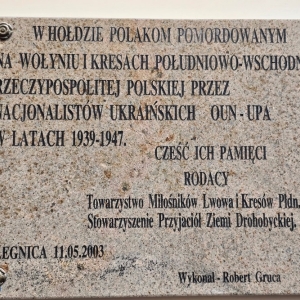 W HOŁDZIE POLAKOM POMORDOWANYM
NA WOŁYNIU I KRESACH POŁUDNIOWO-WSCHODN
RZECZYPOSPOLITEJ POLSKIEJ PRZEZ
NACJONALISTÓW UKRAIŃSKICH OUN - UPA
W LATACH 1939-1947.
CZEŚĆ ICH PAMIĘCI
RODACY
Towarzystwo Miłośników Lwowa i Kresów Płdn.
Stowarzyszenie Przyjaciół Ziemi Drohobyckiej.
LEGNICA 11.05.2003
Wykonał - Robert Gruca